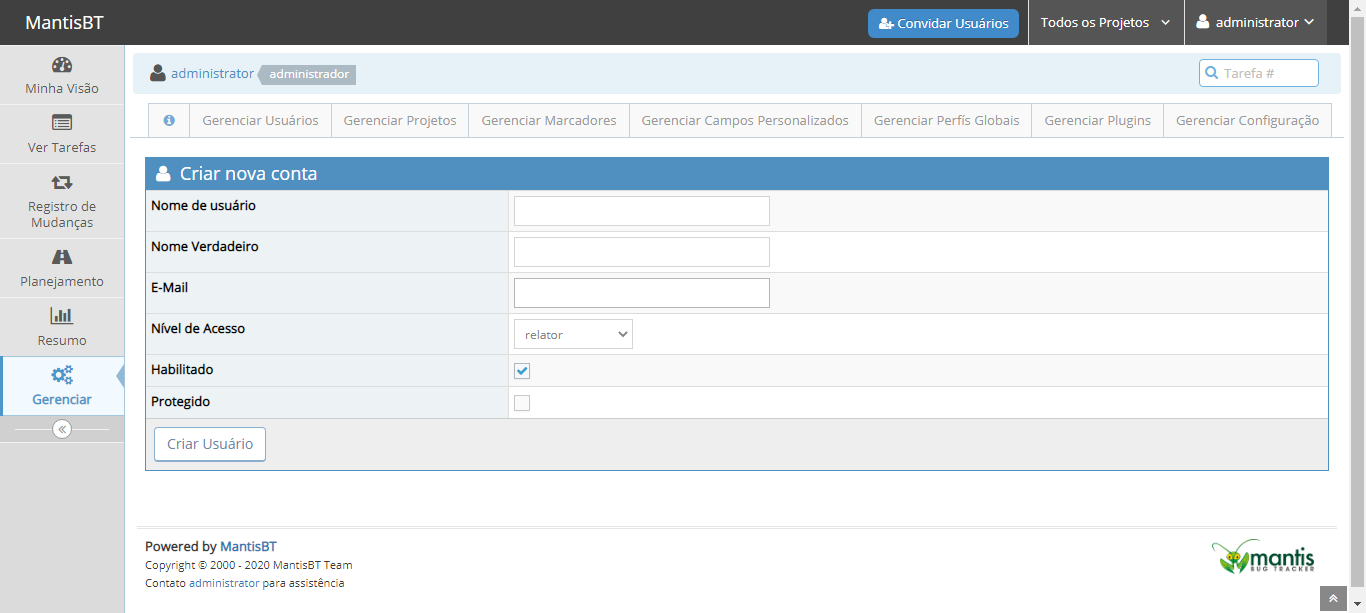 MantisBT
Convidar Usuários
Todos os Projetos
administrator
Minha Visão
Ver Tarefas
Registro de
Mudanças
Planejamento
Resumo
Gerenciar
administrator administrador
Tarefa #
Gerenciar Usuários
Gerenciar Projetos
Gerenciar Marcadores
Gerenciar Campos Personalizados
Gerenciar Perfís Globais
Gerenciar Plugins
Gerenciar Configuração
Criar nova conta
Nome de usuário
Nome Verdadeiro
E-Mail
Nível de Acesso
relator
Habilitado
Protegido
Criar Usuário
Powered by MantisBT
Copyright © 2000 - 2020 MantisBT Team
Contato administrator para assistência
mantis
BUG TRACKER